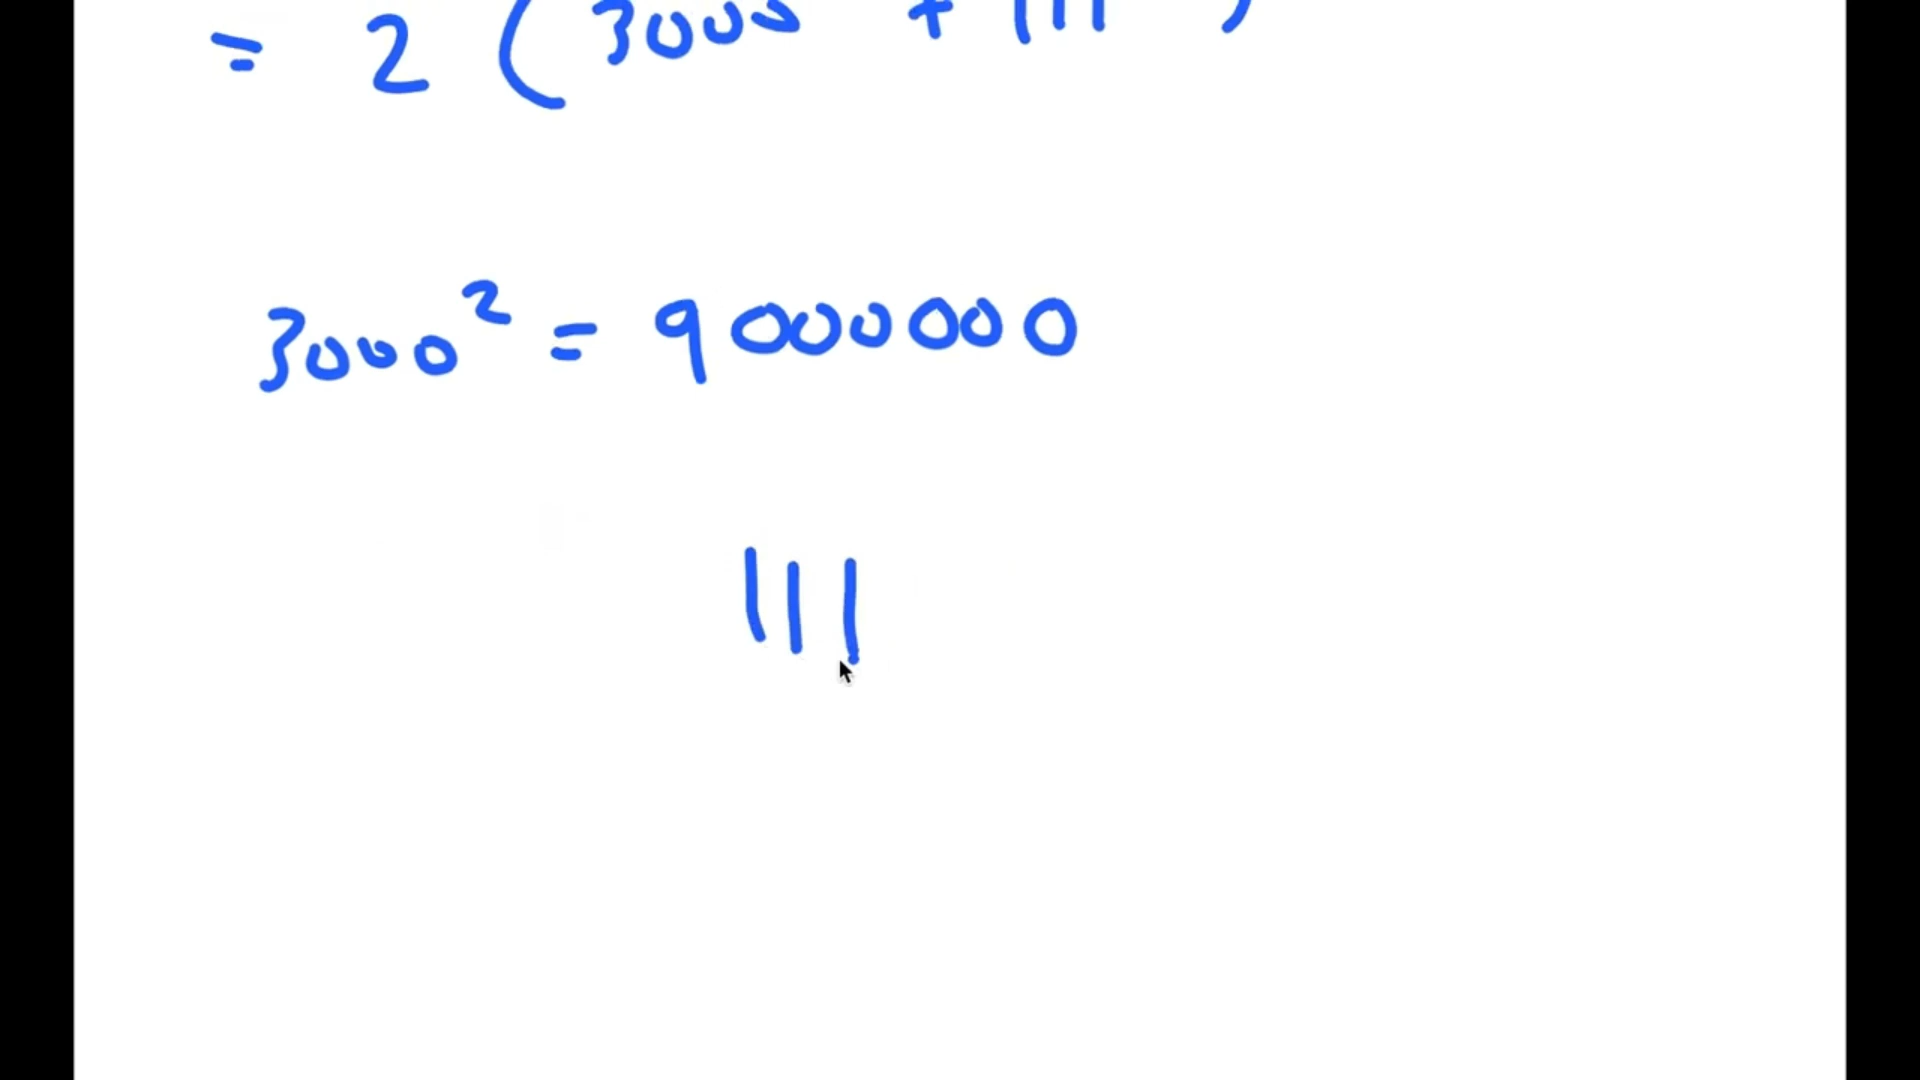 = 2 (3000 + 111 )
3000² = 9000000
111